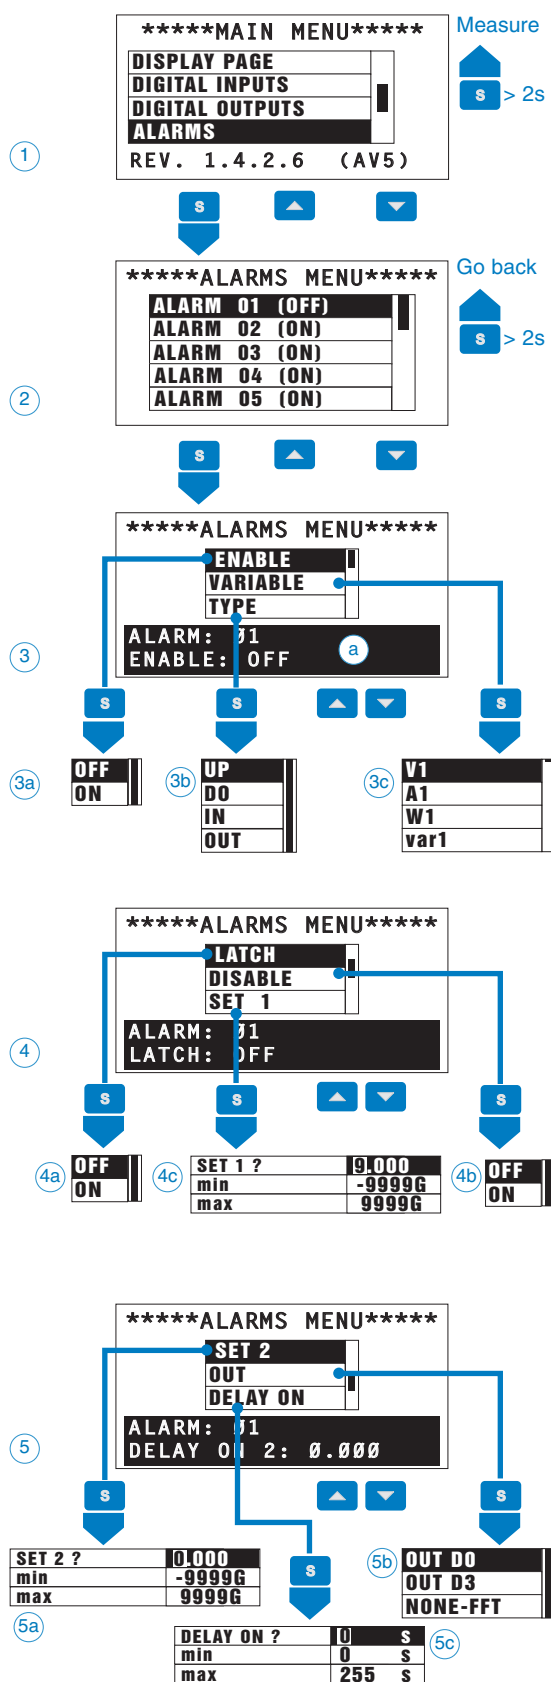 *****MAIN MENU*****
Measure
DISPLAY PAGE
DIGITAL INPUTS
DIGITAL OUTPUTS
ALARMS
S > 2s
1
REV. 1.4.2.6 (AV5)
S
*****ALARMS MENU*****
Go back
ALARM 01 (OFF)
ALARM 02 (ON)
ALARM 03 (ON)
ALARM 04 (ON)
ALARM 05 (ON)
S > 2s
2
S
*****ALARMS MENU*****
ENABLE
VARIABLE
TYPE
ALARM: Ø1
ENABLE: OFF
a
3
S
S
S
3a
OFF
ON
3b
UP
DO
IN
OUT
3c
V1
A1
W1
var1
*****ALARMS MENU*****
LATCH
DISABLE
SET 1
ALARM: Ø1
LATCH: OFF
4
S
S
S
4a
OFF
ON
4c
SET 1 ? 9.000
min -9999G
max 9999G
4b
OFF
ON
*****ALARMS MENU*****
SET 2
OUT
DELAY ON
ALARM: Ø1
DELAY ON 2: Ø.ØØØ
5
S
S
SET 2 ? 0.000
min -9999G
max 9999G
5a
S
5b
OUT DO
OUT D3
NONE-FFT
DELAY ON ? 0 S
min 0 s
max 255 s
5c